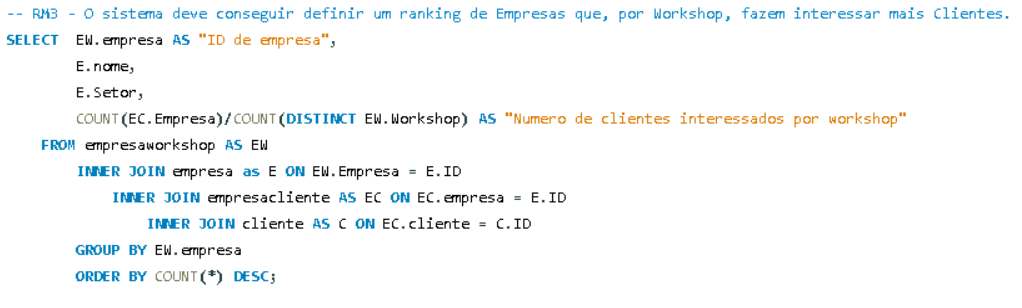 -- RM3 - O sistema deve conseguir definir um ranking de Empresas que, por Workshop, fazem interessar mais Clientes.
SELECT EW.empresa AS "ID de empresa",
E.nome,
E.Setor,
COUNT(EC.Empresa)/COUNT(DISTINCT EW.Workshop) AS "Numero de clientes interessados por workshop"
FROM empresaworkshop AS EW
INNER JOIN empresa as E ON EW.Empresa = E.ID
INNER JOIN empresacliente AS EC ON EC.empresa = E.ID
INNER JOIN cliente AS C ON EC.cliente = C.ID
GROUP BY EW.empresa
ORDER BY COUNT(*) DESC;